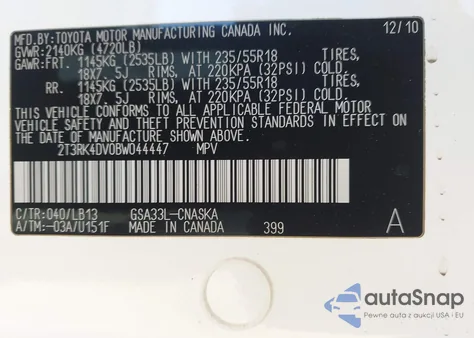 MFD.BY:TOYOTA MOTOR MANUFACTURING CANADA INC. 12/10
GVWR:2140KG (4720LB)
GAWR:FRT. 1145KG (2535LB) WITH 235/55R18 TIRES,
18X7. 5J RIMS, AT 220KPA (32PSI) COLD.
RR. 1145KG (2535LB) WITH 235/55R18 TIRES,
18X7. 5J RIMS, AT 220KPA (32PSI) COLD.
THIS VEHICLE CONFORMS TO ALL APPLICABLE FEDERAL MOTOR
VEHICLE SAFETY AND THEFT PREVENTION STANDARDS IN EFFECT
ON THE DATE OF MANUFACTURE SHOWN ABOVE.
2T3RK4DV0BW044447 MPV
C/TR:040/LB13 GSA33L-CNASKA
A/TM:-03A/U151F MADE IN CANADA 399 A
autoSnap
Pewne auta z USA i EU